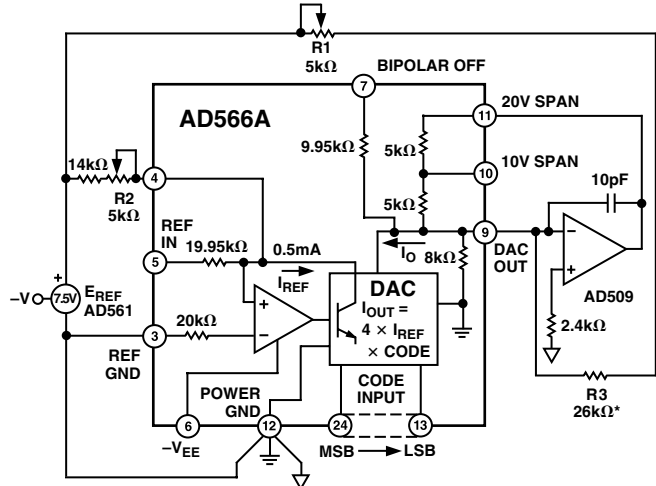 R1
5kΩ
BIPOLAR OFF
7
AD566A
20V SPAN
11
9.95kΩ
5kΩ
10V SPAN
10
14kΩ
R2
5kΩ
4
5kΩ
10pF
REF
IN
5
19.95kΩ
0.5mA
IREF
IO
8kΩ
9
DAC
OUT
–
+
AD509
+
–V
7.5V
EREF
AD561
+
–
DAC
IOUT =
4 × IREF
× CODE
2.4kΩ
3
20kΩ
REF
GND
POWER
GND
CODE
INPUT
R3
26kΩ*
6
12
24
13
–VEE
MSB
LSB